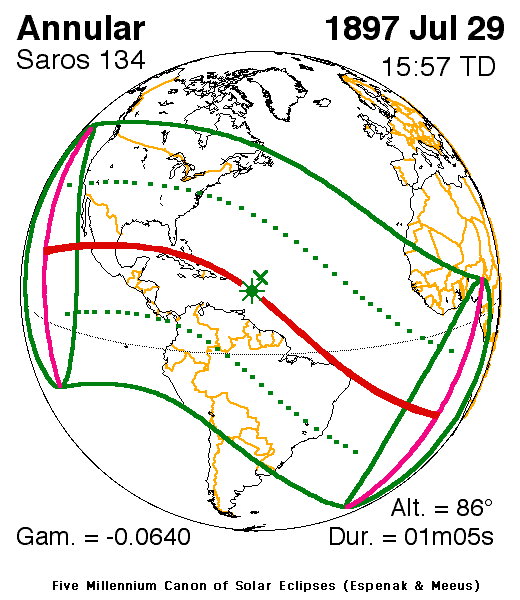 Annular 1897 Jul 29
Saros 134 15:57 TD
Alt. = 86°
Gam. = -0.0640 Dur. = 01m05s
Five Millennium Canon of Solar Eclipses (Espenak & Meeus)